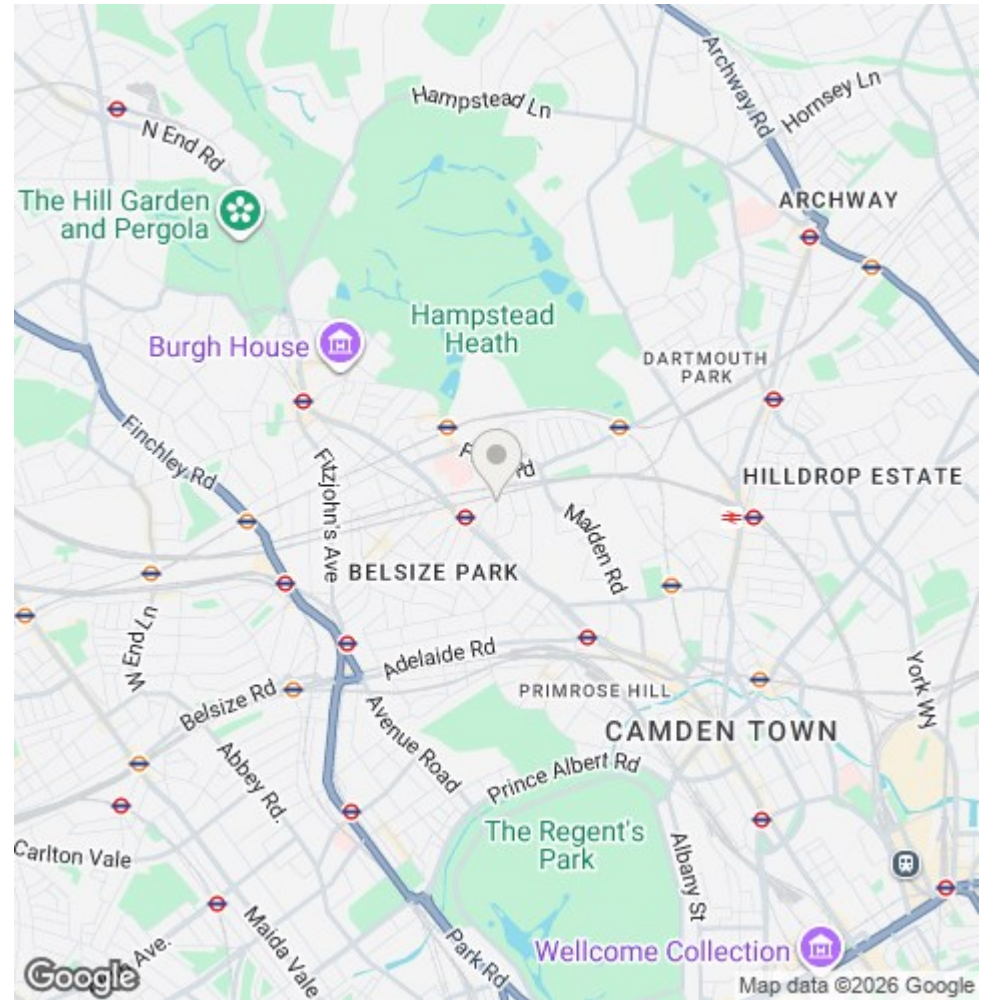 Hampstead Ln
Archway Rd
Hornsey Ln
N End Rd
The Hill Garden
and Pergola
ARCHWAY
Hampstead
Heath
Burgh House
DARTMOUTH
PARK
Finchley Rd
Fitzjohn's Ave
rd
HILLDROP ESTATE
Malden Rd
BELSIZE PARK
W End Ln
Adelaide Rd
York Wy
Belsize Rd
PRIMROSE HILL
Avenue Road
CAMDEN TOWN
Abbey Rd.
Prince Albert Rd
The Regent's
Park
Carlton Vale
Albany St
Maida Vale
Ave.
Park Rd
Wellcome Collection
Google
Map data ©2026 Google